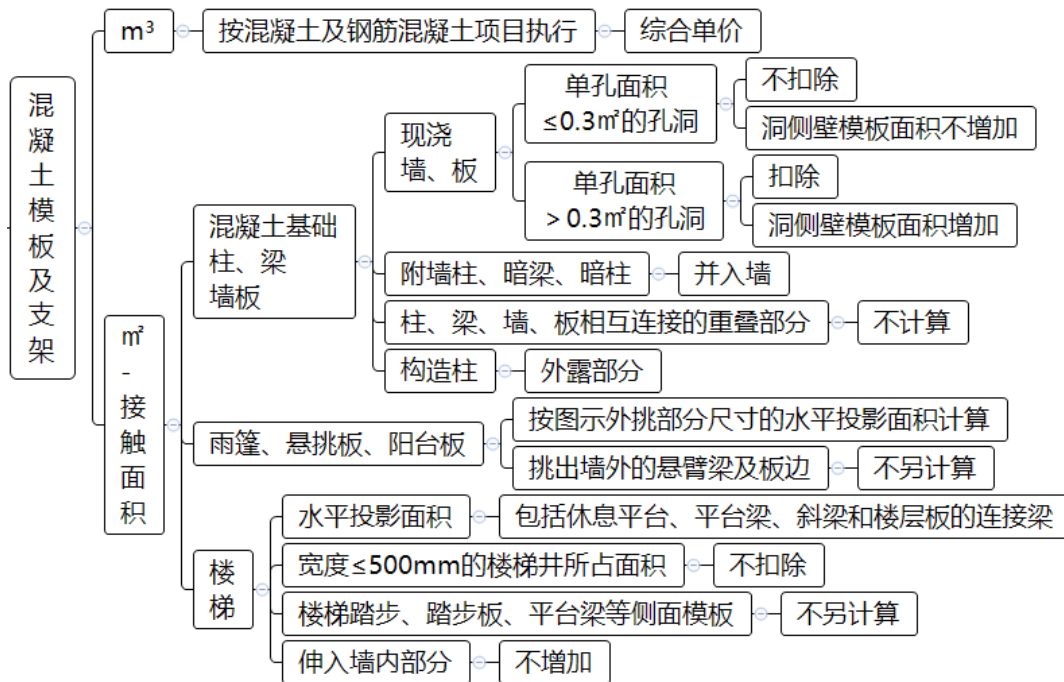 混凝土模板及支架
m³
按混凝土及钢筋混凝土项目执行
综合单价
㎡-接触面积
混凝土基础
柱、梁
墙板
现浇
墙、板
单孔面积
≤0.3㎡的孔洞
不扣除
洞侧壁模板面积不增加
单孔面积
＞0.3㎡的孔洞
扣除
洞侧壁模板面积增加
附墙柱、暗梁、暗柱
并入墙
柱、梁、墙、板相互连接的重叠部分
不计算
构造柱
外露部分
雨篷、悬挑板、阳台板
按图示外挑部分尺寸的水平投影面积计算
挑出墙外的悬臂梁及板边
不另计算
楼梯
水平投影面积
包括休息平台、平台梁、斜梁和楼层板的连接梁
宽度≤500mm的楼梯井所占面积
不扣除
楼梯踏步、踏步板、平台梁等侧面模板
不另计算
伸入墙内部分
不增加